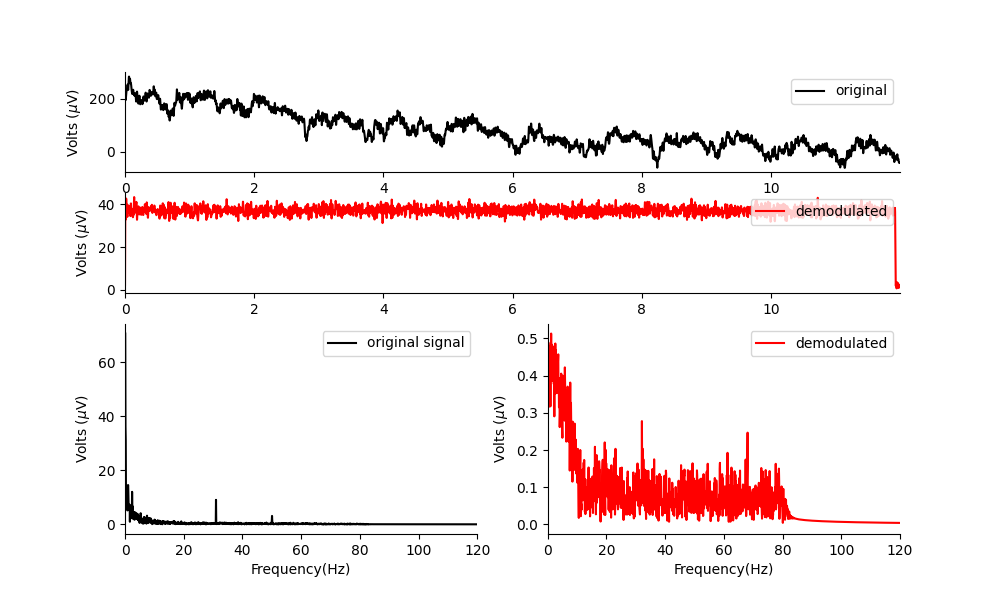 Volts (μV)
200
0
original
0 2 4 6 8 10
Volts (μV)
40
20
0
demodulated
0 2 4 6 8 10
Volts (μV)
60
40
20
0
original signal
0 20 40 60 80 100 120
Frequency(Hz)
Volts (μV)
0.5
0.4
0.3
0.2
0.1
0.0
demodulated
0 20 40 60 80 100 120
Frequency(Hz)